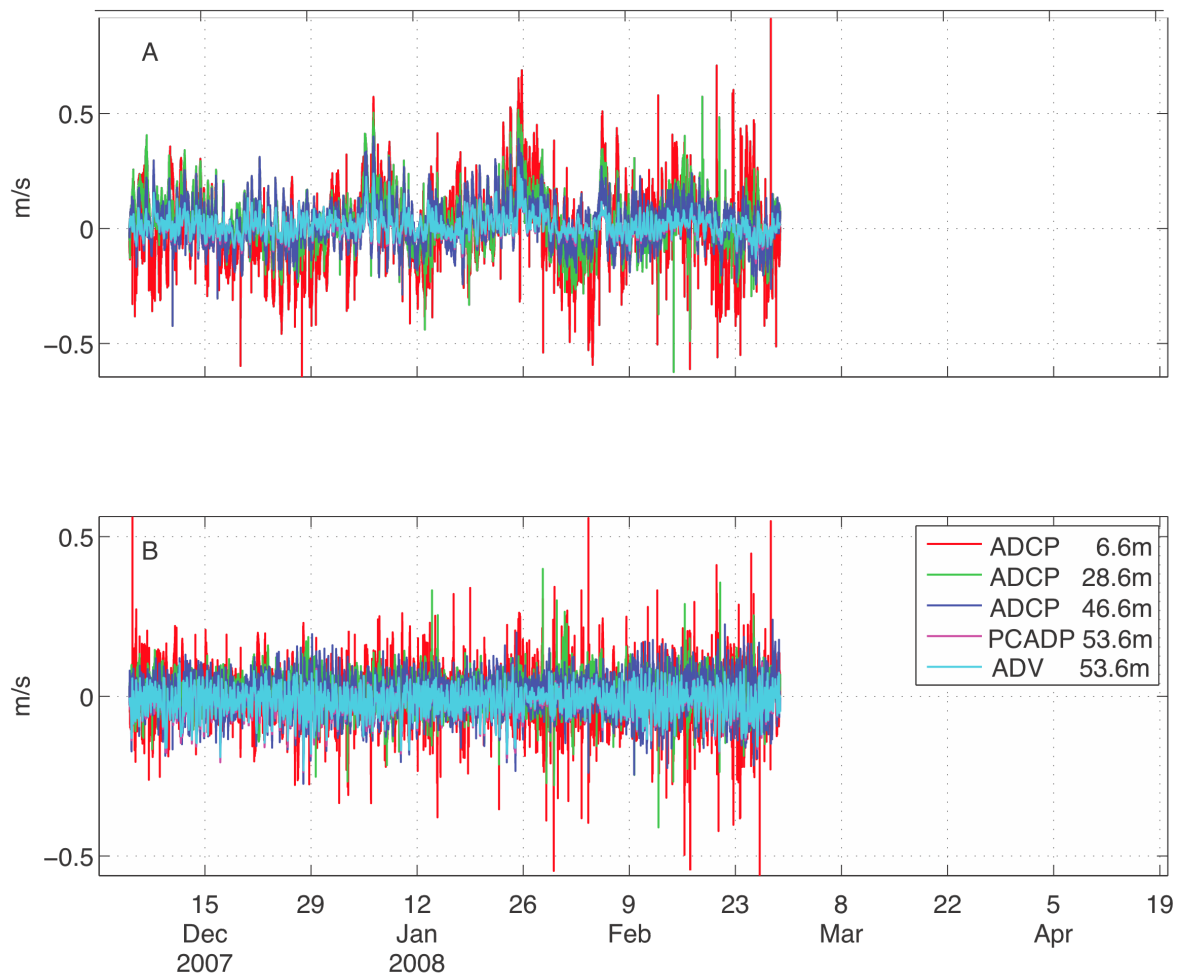 A
0.5
0
−0.5
m/s
B
0.5
0
−0.5
m/s
ADCP 6.6m
ADCP 28.6m
ADCP 46.6m
PCADP 53.6m
ADV 53.6m
15 29 12 26 9 23 8 22 5 19
Dec Jan Feb Mar Apr
2007 2008